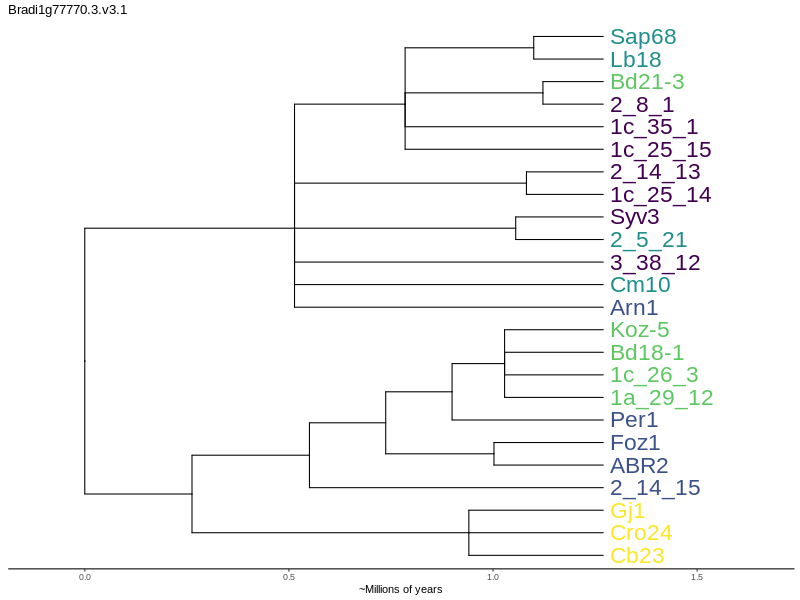 Bradi1g77770.3.v3.1
Sap68
Lb18
Bd21-3
2_8_1
1c_35_1
1c_25_15
2_14_13
1c_25_14
Syv3
2_5_21
3_38_12
Cm10
Arn1
Koz-5
Bd18-1
1c_26_3
1a_29_12
Per1
Foz1
ABR2
2_14_15
Gj1
Cro24
Cb23
0.0 0.5 1.0 1.5
~Millions of years